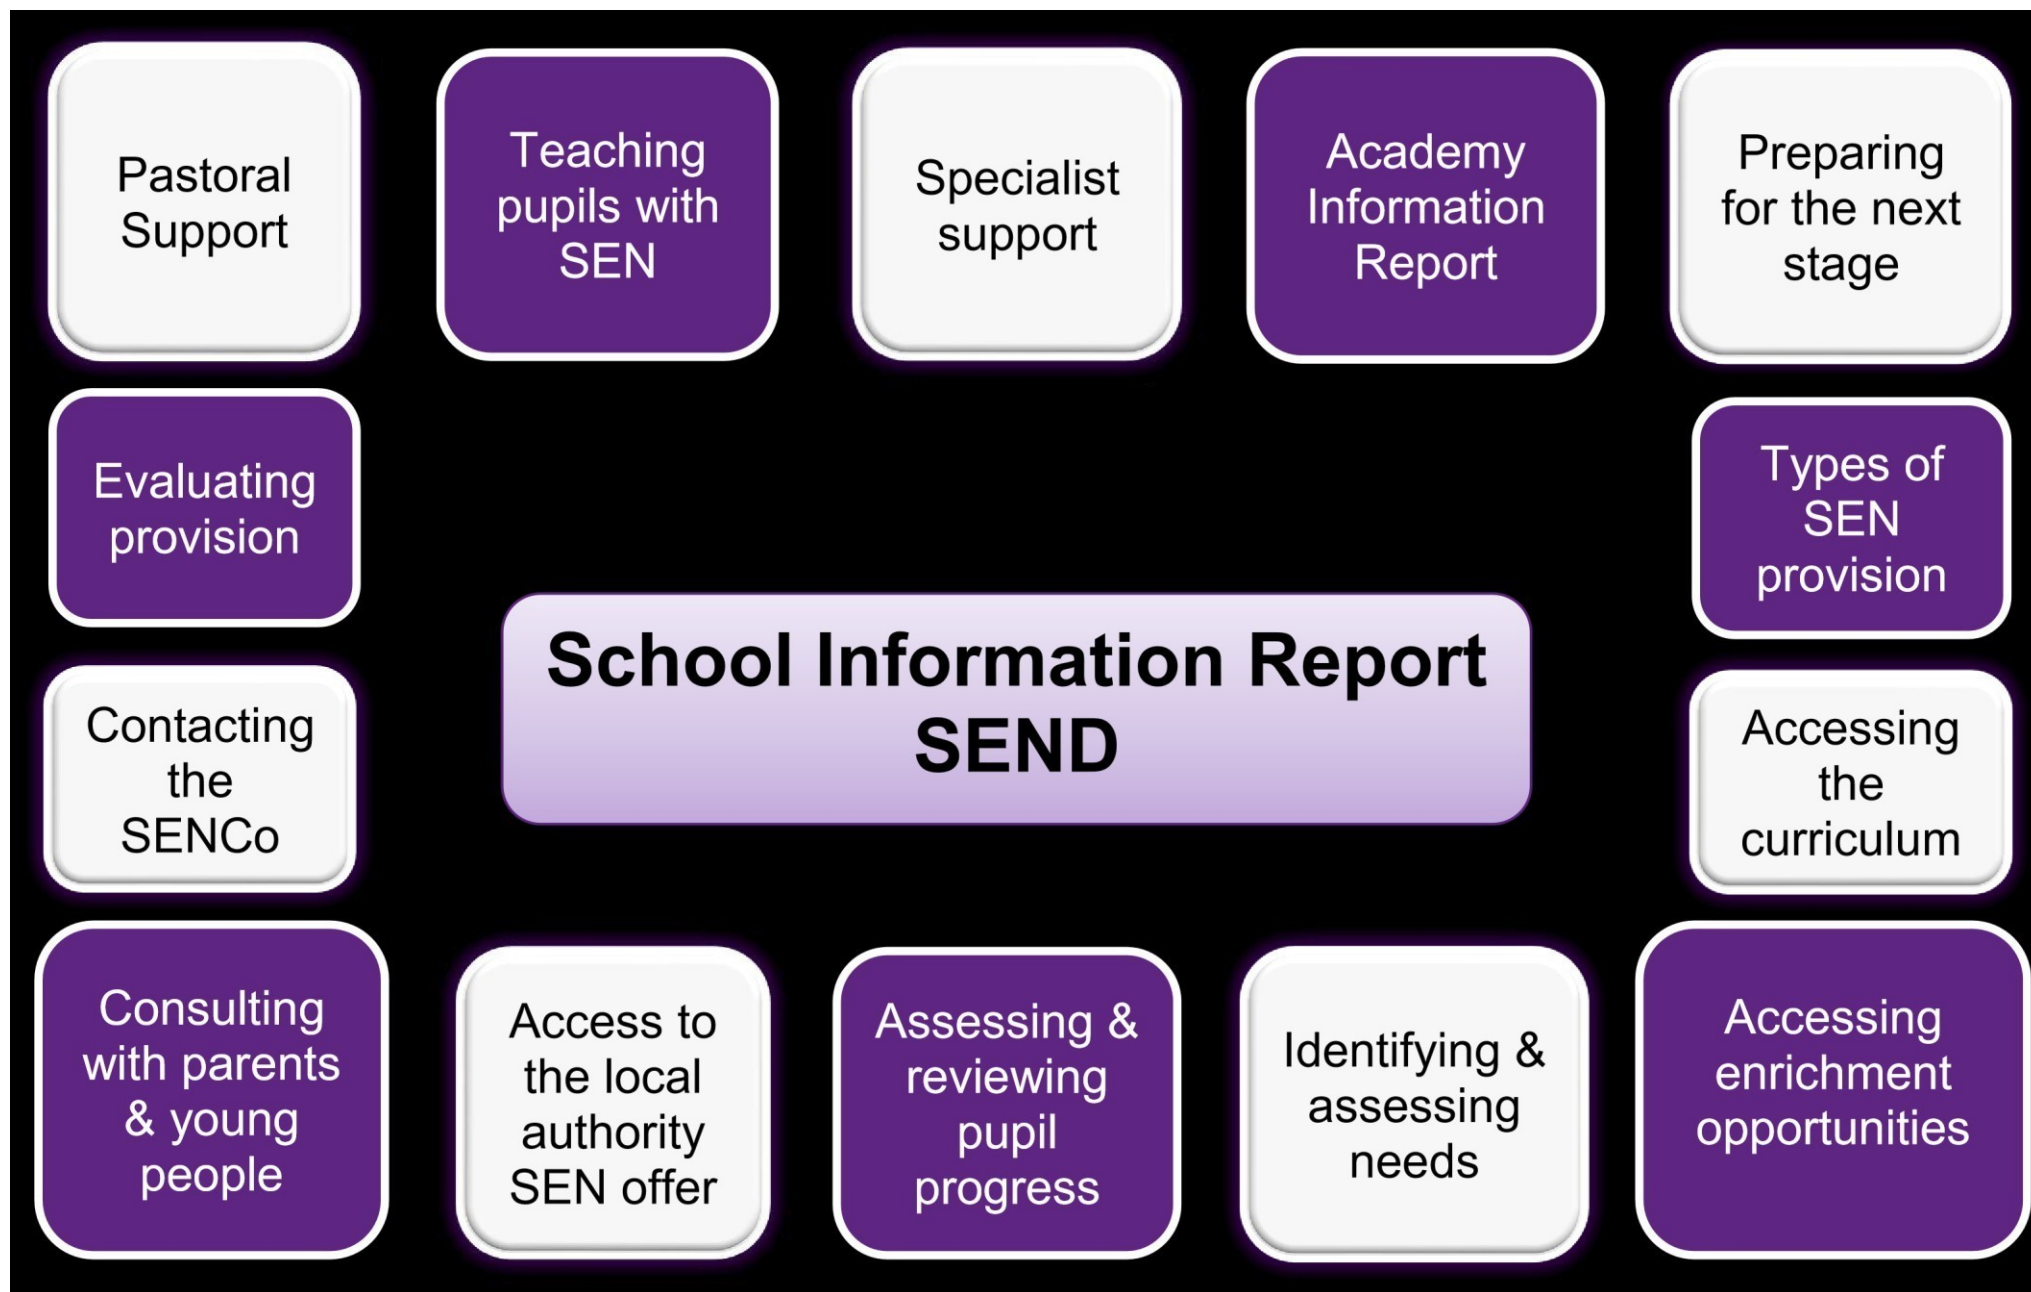 Pastoral
Support
Teaching
pupils with
SEN
Specialist
support
Academy
Information
Report
Preparing
for the next
stage
Evaluating
provision
Types of
SEN
provision
School Information Report
SEND
Contacting
the
SENCo
Accessing
the
curriculum
Consulting
with parents
& young
people
Access to
the local
authority
SEN offer
Assessing &
reviewing
pupil
progress
Identifying &
assessing
needs
Accessing
enrichment
opportunities